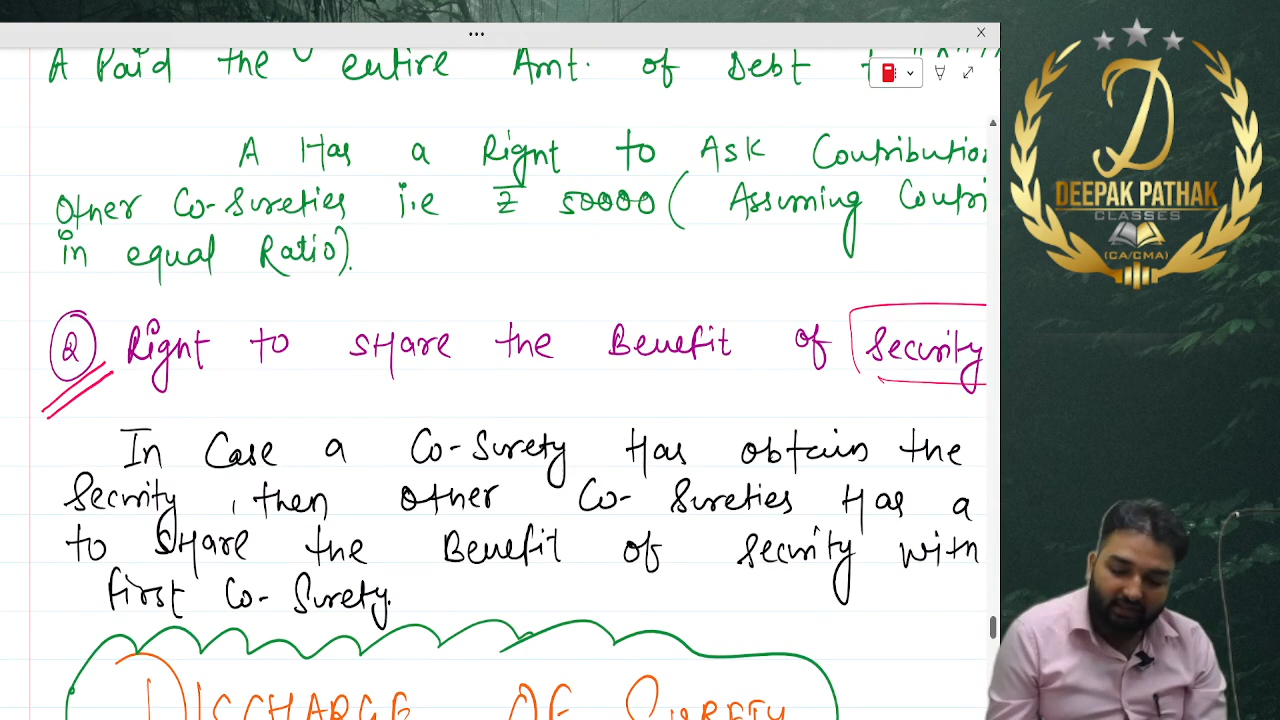 A Paid the entire Amt. of Debt
A Has a Right to Ask Contributio
Other Co-Sureties i.e ₹ 50000 ( Assuming Contri
in equal Ratio).
2 Right to share the Benefit of Security
In Case a Co-Surety Has obtain the
Security, then other Co-Sureties Has a
to share the Benefit of Security with
first Co-Surety.
DISCHARGE OF SURETY
D
DEEPAK PATHAK
CLASSES
(CA/CMA)